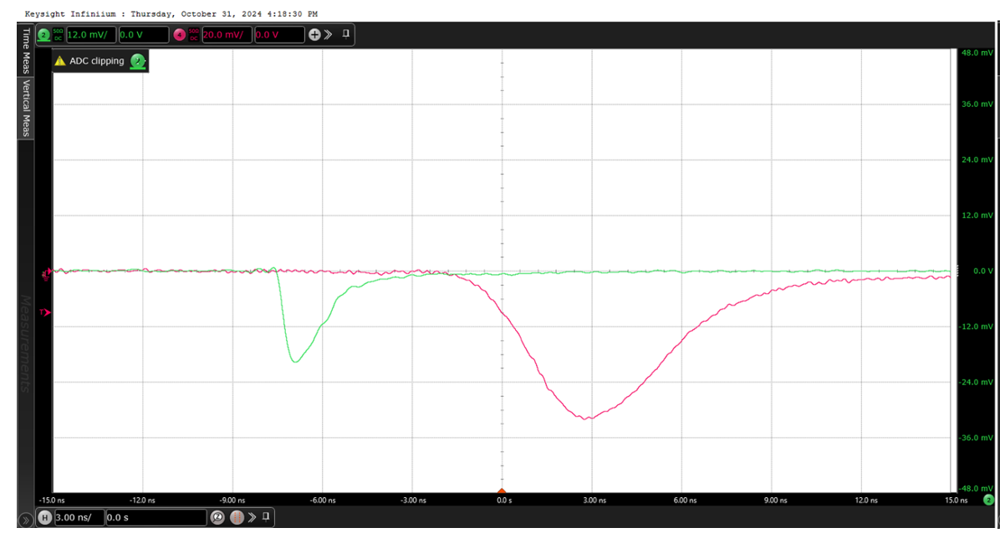 Keysight Infiniium : Thursday, October 31, 2024 4:18:30 PM
2 50Ω DC 12.0 mV/ 0.0 V 4 50Ω DC 20.0 mV/ 0.0 V
Time Meas
Vertical Meas
Measurements
ADC clipping 2
48.0 mV
36.0 mV
24.0 mV
12.0 mV
0.0 V
-12.0 mV
-24.0 mV
-36.0 mV
-48.0 mV
T
-15.0 ns -12.0 ns -9.00 ns -6.00 ns -3.00 ns 0.0 s 3.00 ns 6.00 ns 9.00 ns 12.0 ns 15.0 ns 2
H 3.00 ns/ 0.0 s